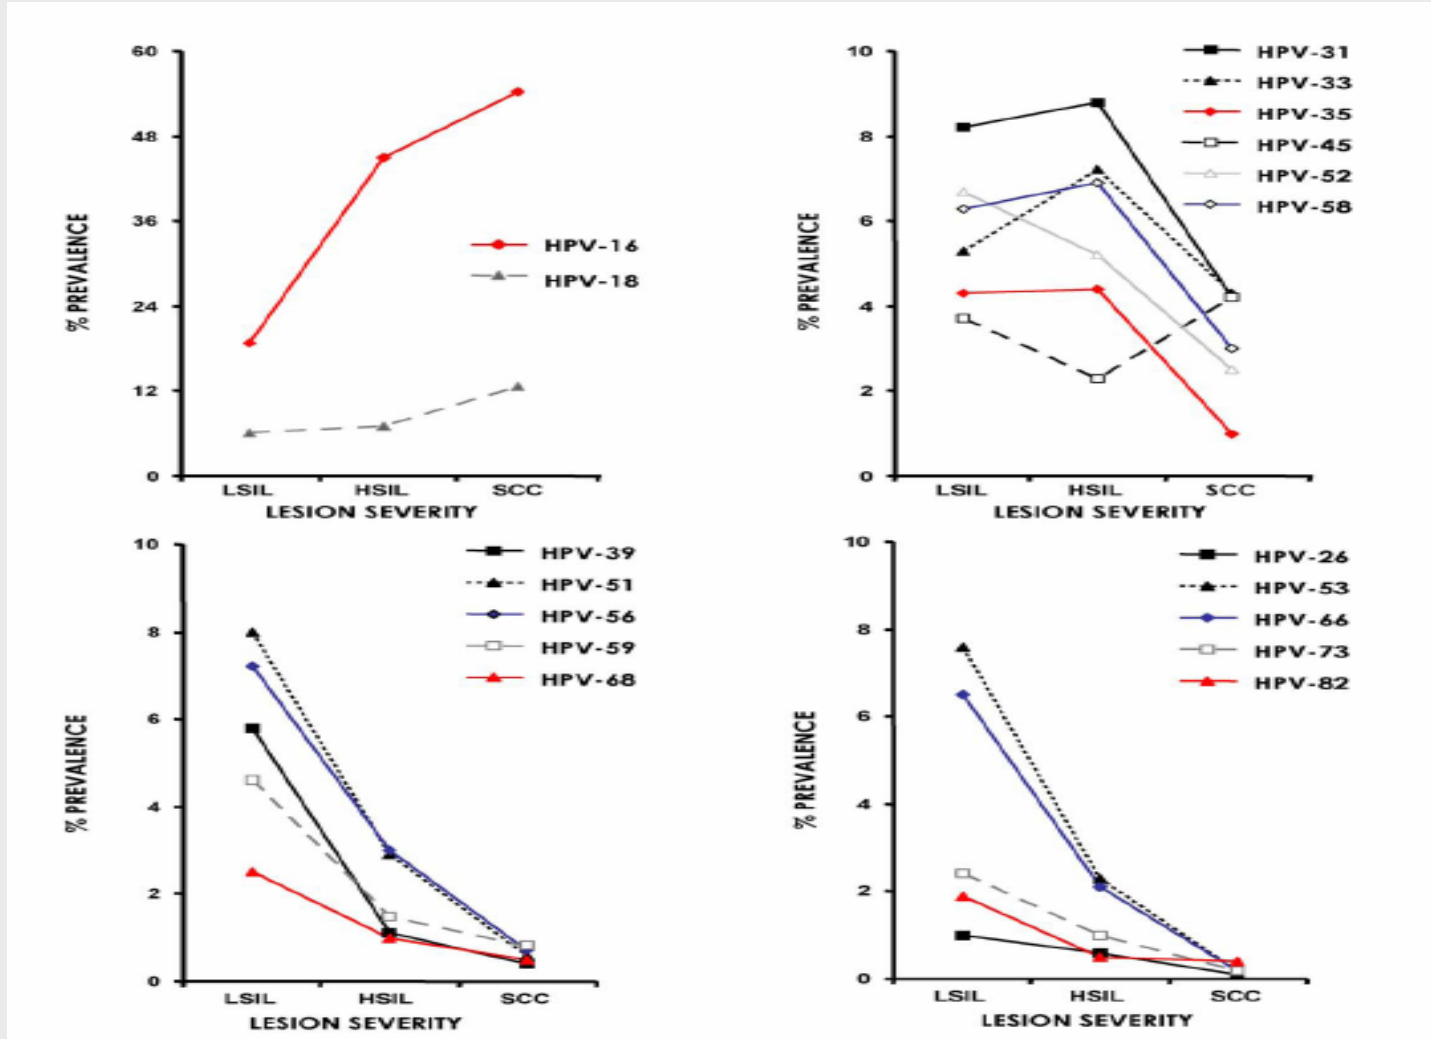 60
48
36
24
12
0
% PREVALENCE
HPV-16
HPV-18
LSIL HSIL SCC
LESION SEVERITY
10
8
6
4
2
0
% PREVALENCE
HPV-31
HPV-33
HPV-35
HPV-45
HPV-52
HPV-58
LSIL HSIL SCC
LESION SEVERITY
10
8
6
4
2
0
% PREVALENCE
HPV-39
HPV-51
HPV-56
HPV-59
HPV-68
LSIL HSIL SCC
LESION SEVERITY
10
8
6
4
2
0
% PREVALENCE
HPV-26
HPV-53
HPV-66
HPV-73
HPV-82
LSIL HSIL SCC
LESION SEVERITY